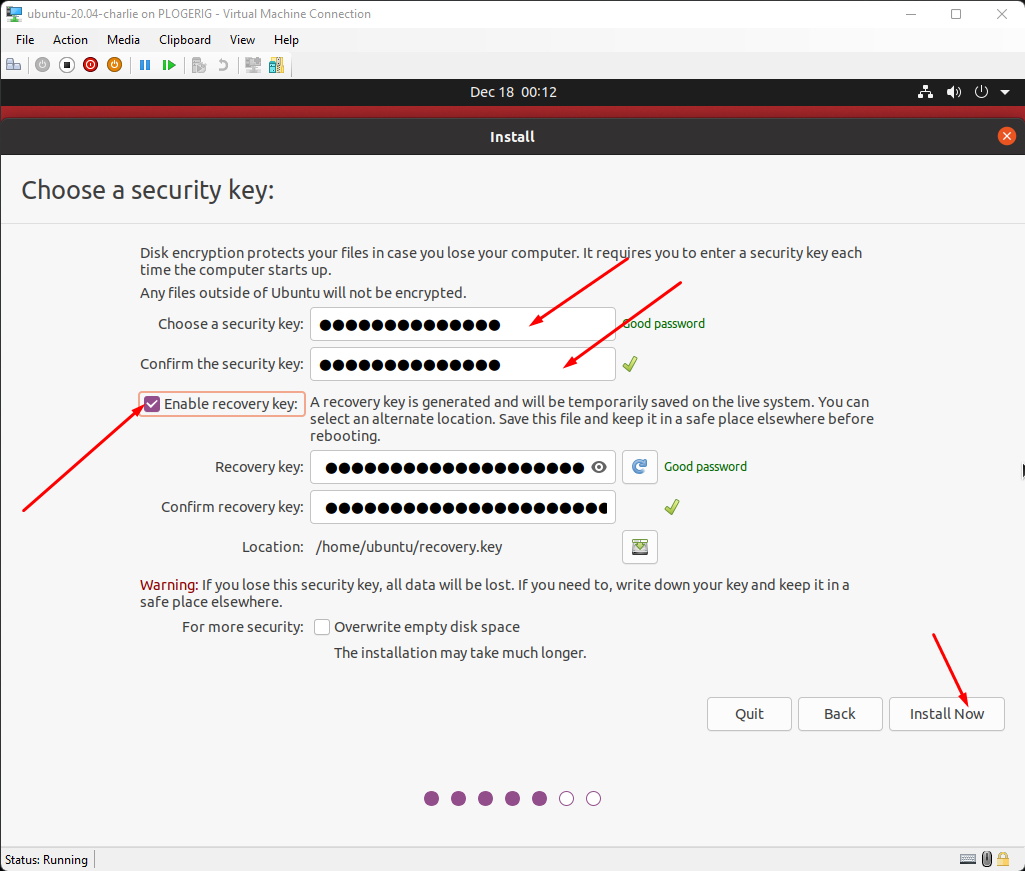 ubuntu-20.04-charlie on PLOGERIG - Virtual Machine Connection
File Action Media Clipboard View Help
Dec 18 00:12
Install
Choose a security key:
Disk encryption protects your files in case you lose your computer. It requires you to enter a security key each
time the computer starts up.
Any files outside of Ubuntu will not be encrypted.
Choose a security key: ●●●●●●●●●●●●●● Good password
Confirm the security key: ●●●●●●●●●●●●●●
Enable recovery key: A recovery key is generated and will be temporarily saved on the live system. You can
select an alternate location. Save this file and keep it in a safe place elsewhere before
rebooting.
Recovery key: ●●●●●●●●●●●●●●●●●●●● Good password
Confirm recovery key: ●●●●●●●●●●●●●●●●●●●●●●
Location: /home/ubuntu/recovery.key
Warning: If you lose this security key, all data will be lost. If you need to, write down your key and keep it in a
safe place elsewhere.
For more security: Overwrite empty disk space
The installation may take much longer.
Quit Back Install Now
Status: Running